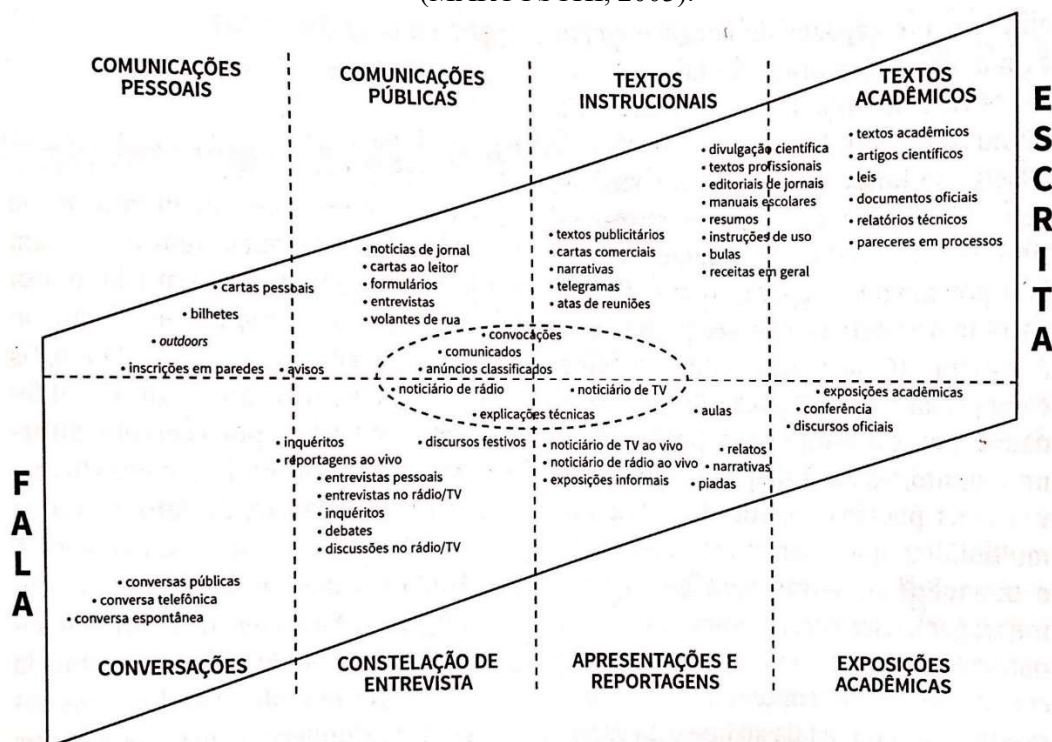 (MARCUSCHI, 2003).
COMUNICAÇÕES
PESSOAIS
COMUNICAÇÕES
PÚBLICAS
TEXTOS
INSTRUCIONAIS
TEXTOS
ACADÊMICOS
ESCRITA
• textos acadêmicos
• artigos científicos
• leis
• documentos oficiais
• relatórios técnicos
• pareceres em processos
• divulgação científica
• textos profissionais
• editoriais de jornais
• manuais escolares
• resumos
• instruções de uso
• bulas
• receitas em geral
• textos publicitários
• cartas comerciais
• narrativas
• telegramas
• atas de reuniões
• notícias de jornal
• cartas ao leitor
• formulários
• entrevistas
• volantes de rua
• cartas pessoais
• bilhetes
• outdoors
• inscrições em paredes
• avisos
• convocações
• comunicados
• anúncios classificados
• noticiário de rádio
• noticiário de TV
• explicações técnicas
FALA
• inquéritos
• reportagens ao vivo
• entrevistas pessoais
• entrevistas no rádio/TV
• inquéritos
• debates
• discussões no rádio/TV
• discursos festivos
• noticiário de TV ao vivo
• noticiário de rádio ao vivo
• exposições informais
• aulas
• relatos
• narrativas
• piadas
• exposições acadêmicas
• conferência
• discursos oficiais
• conversas públicas
• conversa telefônica
• conversa espontânea
CONVERSAÇÕES
CONSTELAÇÃO DE
ENTREVISTA
APRESENTAÇÕES E
REPORTAGENS
EXPOSIÇÕES
ACADÊMICAS